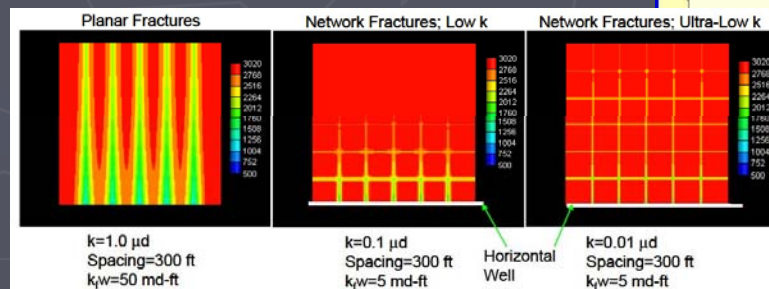 Planar Fractures
3020
2768
2516
2264
2012
1760
1508
1256
1004
752
500
k=1.0 μd
Spacing=300 ft
kfw=50 md-ft
Network Fractures; Low k
3020
2768
2516
2264
2012
1760
1508
1256
1004
752
500
k=0.1 μd
Spacing=300 ft
kfw=5 md-ft
Horizontal
Well
Network Fractures; Ultra-Low k
3020
2768
2516
2264
2012
1760
1508
1256
1004
752
500
k=0.01 μd
Spacing=300 ft
kfw=5 md-ft